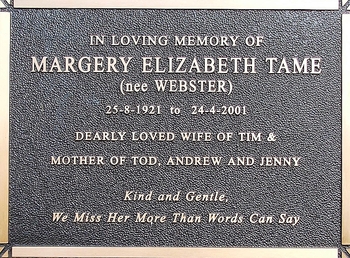 IN LOVING MEMORY OF
MARGERY ELIZABETH TAME
(nee WEBSTER)
25-8-1921 to 24-4-2001
DEARLY LOVED WIFE OF TIM &
MOTHER OF TOD, ANDREW AND JENNY
Kind and Gentle,
We Miss Her More Than Words Can Say